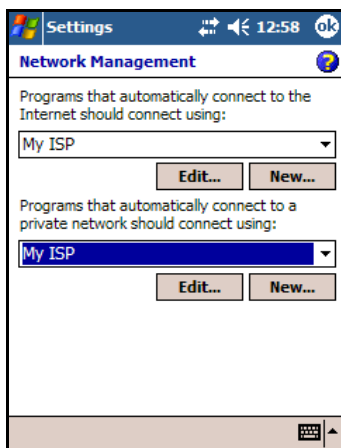 Settings 12:58 ok
Network Management ?
Programs that automatically connect to the
Internet should connect using:
My ISP
Edit... New...
Programs that automatically connect to a
private network should connect using:
My ISP
Edit... New...